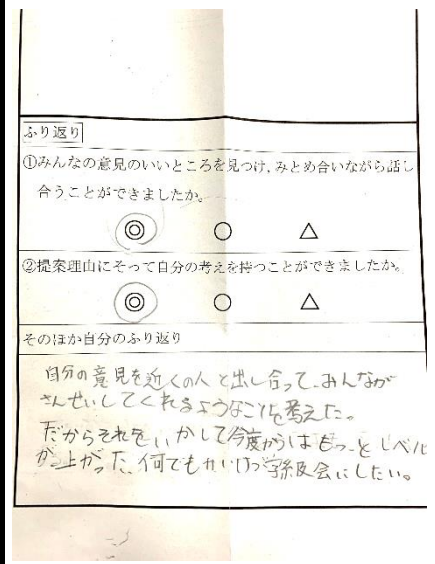 ふり返り
①みんなの意見のいいところを見つけ,みとめ合いながら話し
合うことができましたか。
◎ ○ △
②提案理由にそって自分の考えを持つことができましたか。
◎ ○ △
そのほか自分のふり返り
自分の意見を近くの人と出し合って、みんなが
さんせいしてくれるようなことを考えた。
だからそれをいかして今度からはもっとレベル
が上がった、何でもかいけつ学級会にしたい。